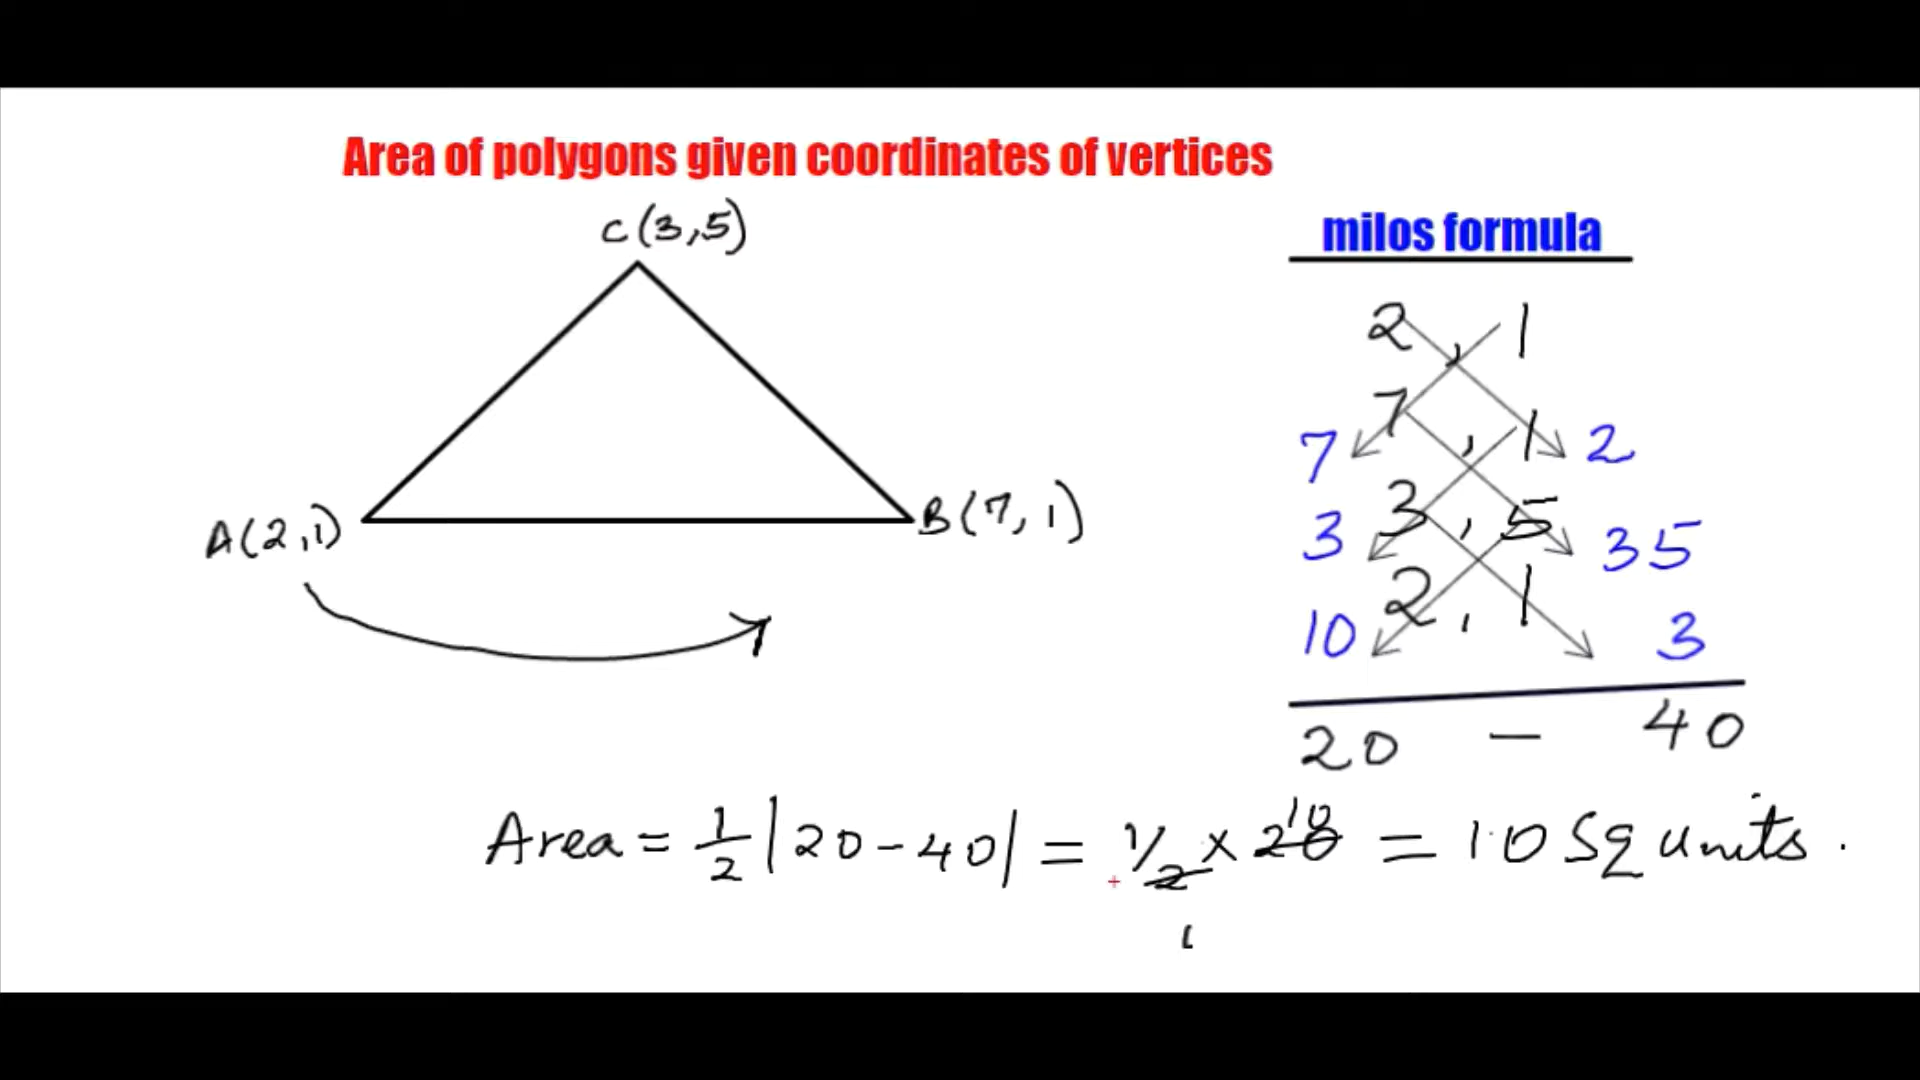 Area of polygons given coordinates of vertices
C(3,5)
A(2,1)
B(7,1)
milos formula
2,1
7,1
7 2
3,5
3 35
2,1
10 3
20 - 40
Area = 1/2 |20-40| = 1/2 x 20 10 = 10 Sq units.
1